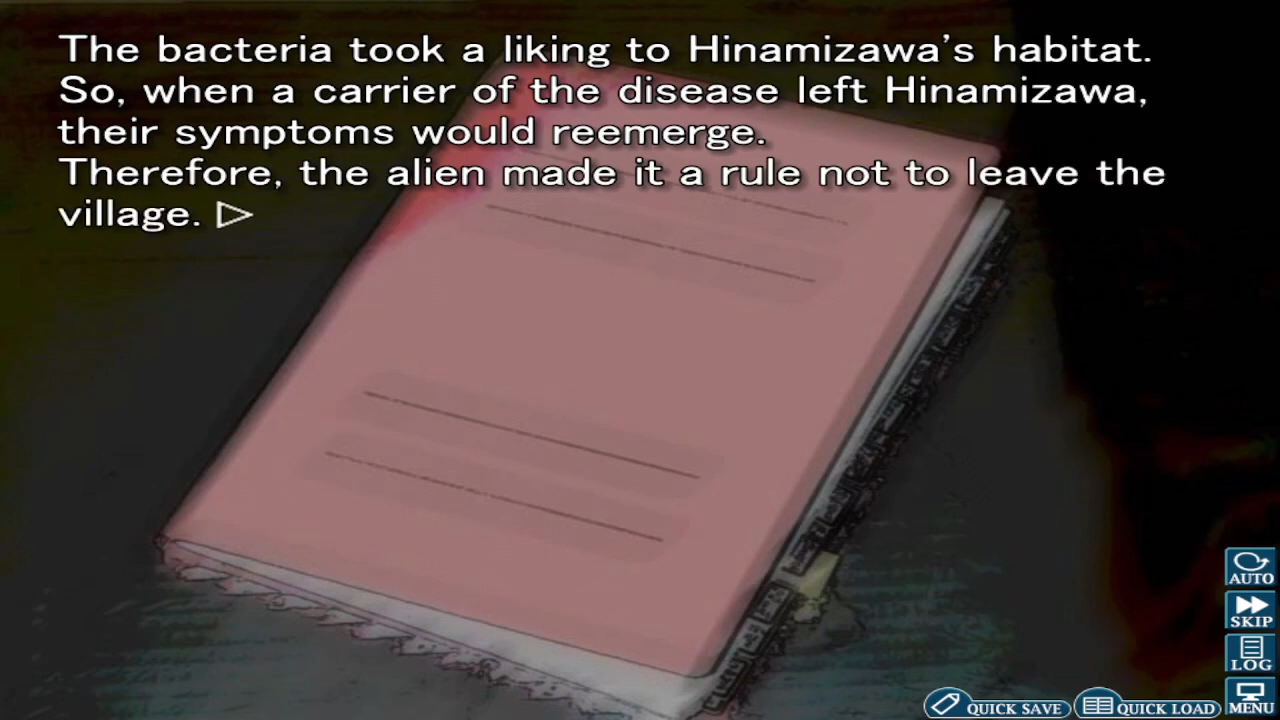 The bacteria took a liking to Hinamizawa's habitat.
So, when a carrier of the disease left Hinamizawa,
their symptoms would reemerge.
Therefore, the alien made it a rule not to leave the
village.
AUTO
SKIP
LOG
MENU
QUICK SAVE
QUICK LOAD